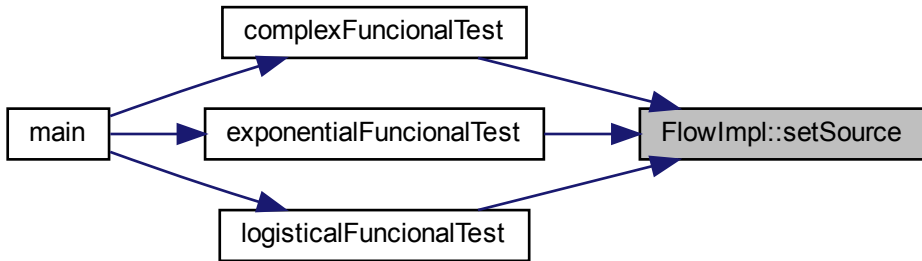 complexFuncionalTest
main
exponentialFuncionalTest
FlowImpl::setSource
logisticalFuncionalTest